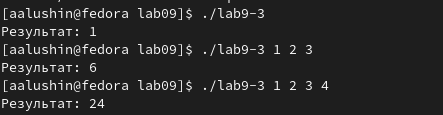 [aalushin@fedora lab09]$ ./lab9-3
Результат: 1
[aalushin@fedora lab09]$ ./lab9-3 1 2 3
Результат: 6
[aalushin@fedora lab09]$ ./lab9-3 1 2 3 4
Результат: 24